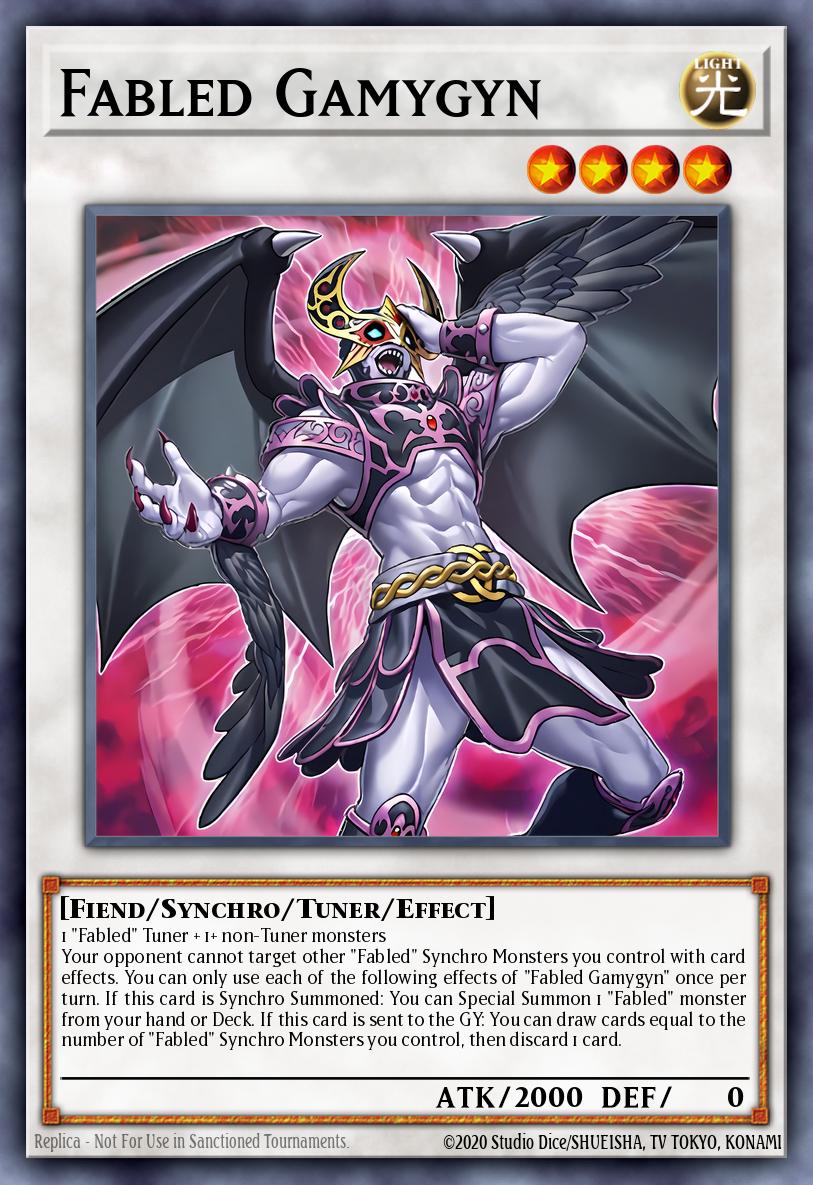 Fabled Gamygyn
LIGHT
光
[Fiend/Synchro/Tuner/Effect]
1 "Fabled" Tuner + 1+ non-Tuner monsters
Your opponent cannot target other "Fabled" Synchro Monsters you control with card
effects. You can only use each of the following effects of "Fabled Gamygyn" once per
turn. If this card is Synchro Summoned: You can Special Summon 1 "Fabled" monster
from your hand or Deck. If this card is sent to the GY: You can draw cards equal to the
number of "Fabled" Synchro Monsters you control, then discard 1 card.
ATK/2000 DEF/ 0
Replica - Not For Use in Sanctioned Tournaments.
©2020 Studio Dice/SHUEISHA, TV TOKYO, KONAMI